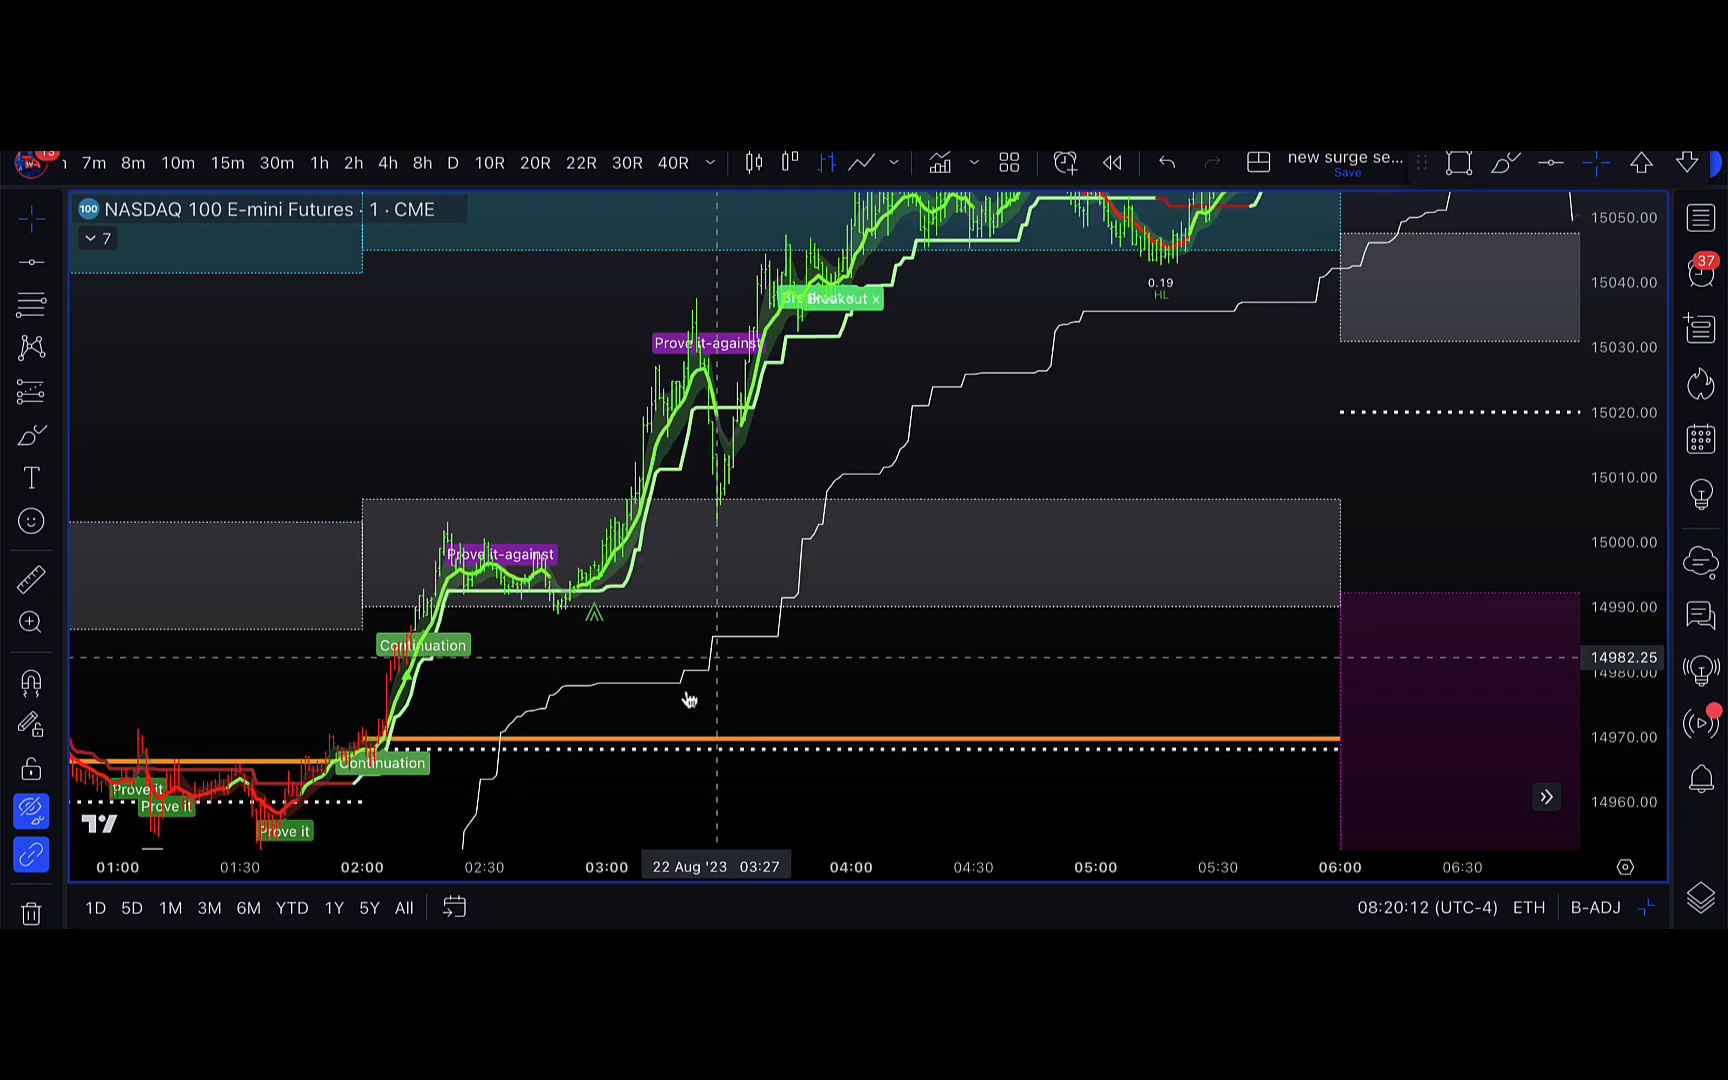 7m 8m 10m 15m 30m 1h 2h 4h 8h D 10R 20R 22R 30R 40R
new surge se...
Save
100 NASDAQ 100 E-mini Futures · 1 · CME
7
15050.00
37
15040.00
0.19
HL
Breakout x
15030.00
Prove it-against
15020.00
15010.00
15000.00
Prove it-against
14990.00
Continuation
14982.25
14980.00
14970.00
Continuation
Prove it
Prove it
14960.00
Prove it
01:00 01:30 02:00 02:30 03:00 22 Aug '23 03:27 04:00 04:30 05:00 05:30 06:00 06:30
1D 5D 1M 3M 6M YTD 1Y 5Y All
08:20:12 (UTC-4) ETH B-ADJ